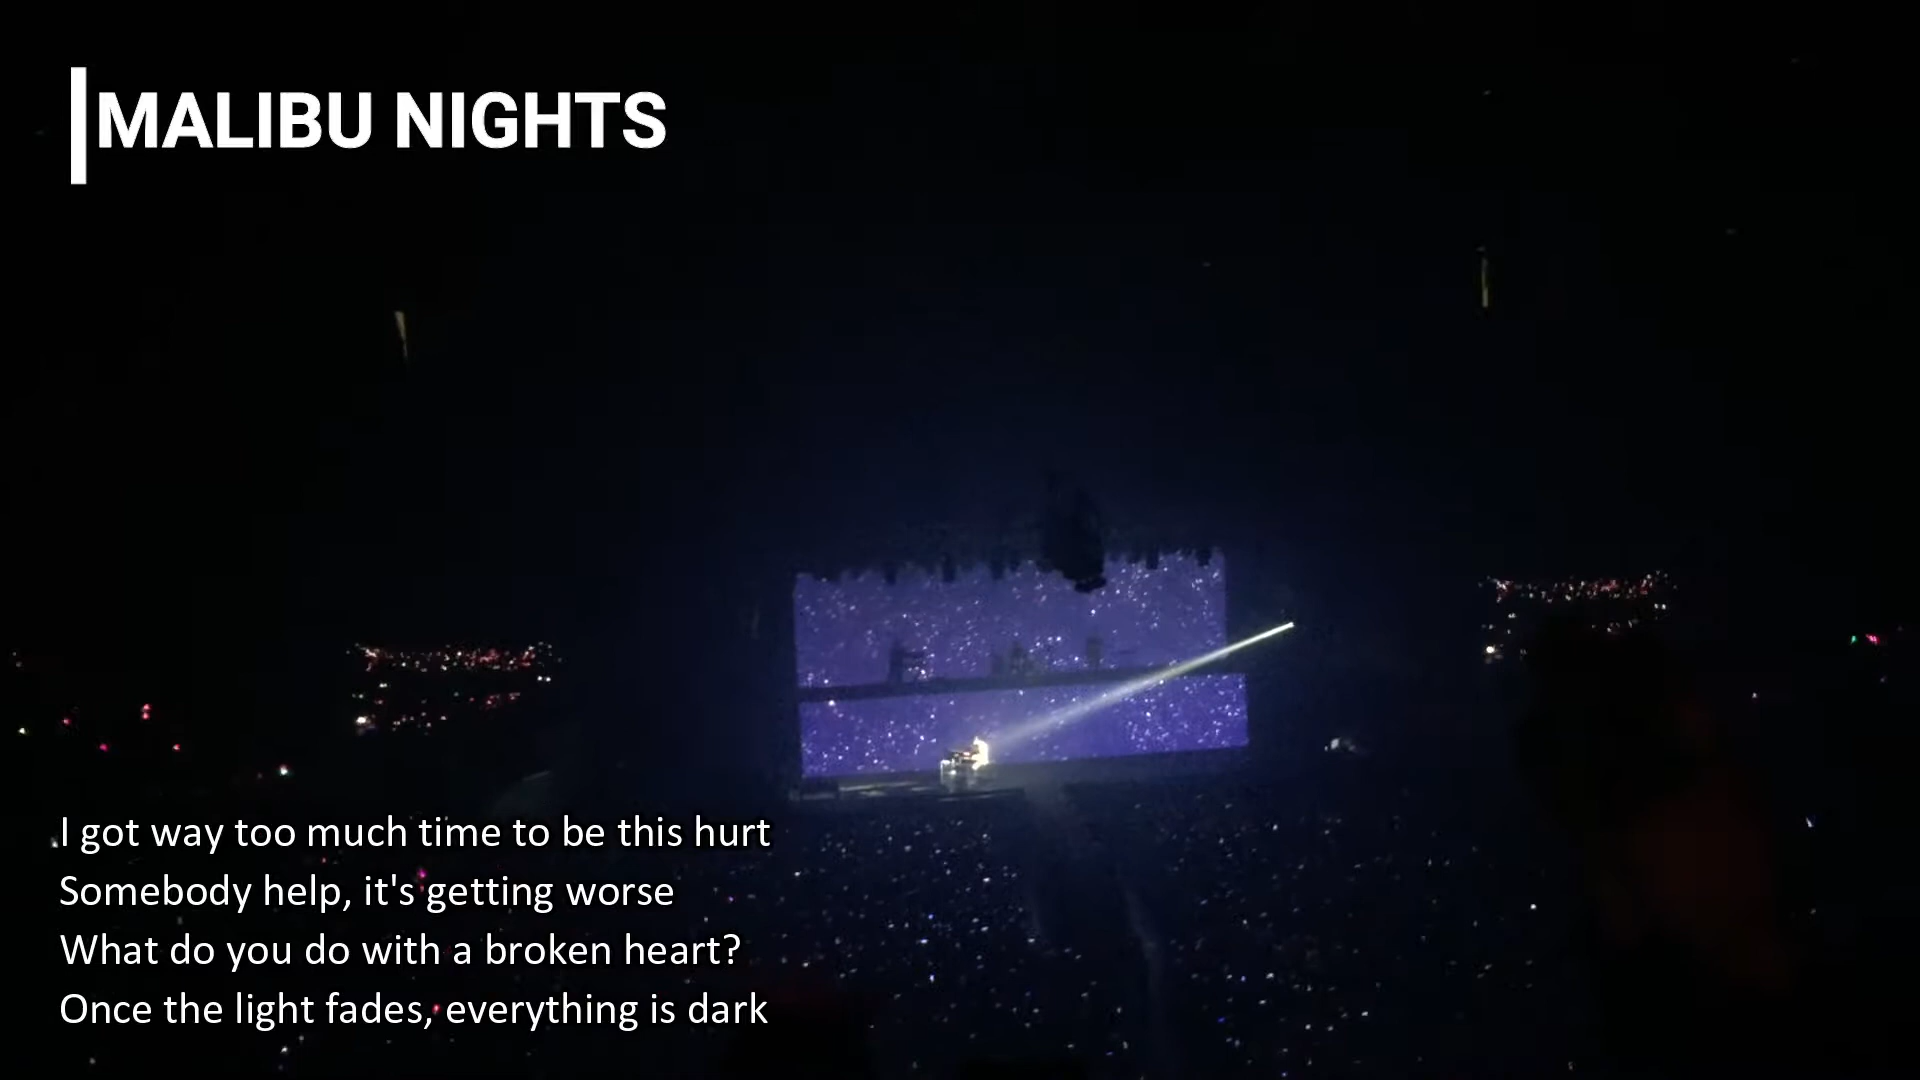 MALIBU NIGHTS
I got way too much time to be this hurt
Somebody help, it's getting worse
What do you do with a broken heart?
Once the light fades, everything is dark